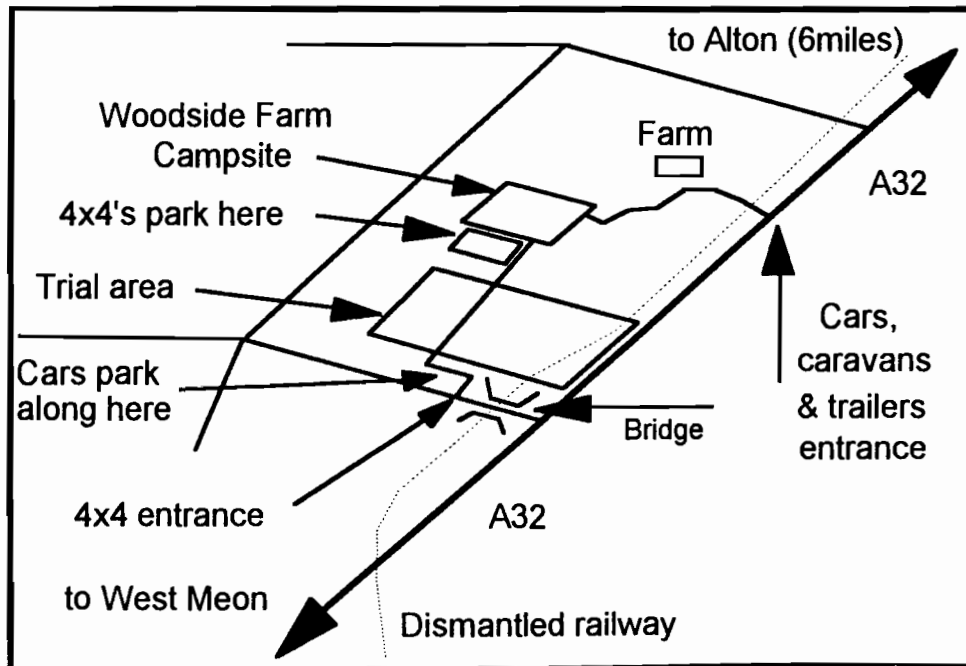 to Alton (6miles)
Woodside Farm
Campsite
Farm
A32
4x4's park here
Trial area
Cars,
caravans
& trailers
entrance
Cars park
along here
Bridge
4x4 entrance
A32
to West Meon
Dismantled railway